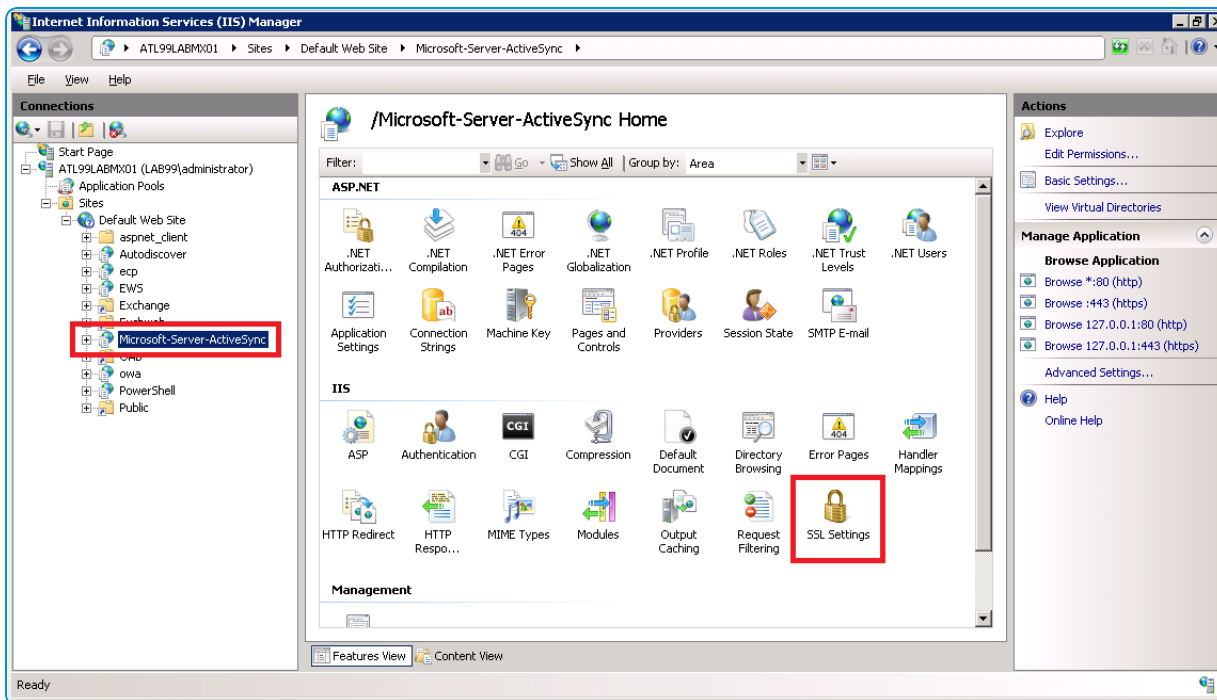 Internet Information Services (IIS) Manager
ATL99LABMX01 Sites Default Web Site Microsoft-Server-ActiveSync
File View Help
Connections
Start Page
ATL99LABMX01 (LAB99\administrator)
Application Pools
Sites
Default Web Site
aspnet_client
Autodiscover
ecp
EWS
Exchange
Microsoft-Server-ActiveSync
OAB
owa
PowerShell
Public
/Microsoft-Server-ActiveSync Home
Filter: Go Show All Group by: Area
ASP.NET
.NET Authorizati...
.NET Compilation
.NET Error Pages
.NET Globalization
.NET Profile
.NET Roles
.NET Trust Levels
.NET Users
Application Settings
Connection Strings
Machine Key
Pages and Controls
Providers
Session State
SMTP E-mail
IIS
ASP
Authentication
CGI
CGI
Compression
Default Document
Directory Browsing
404
Error Pages
Handler Mappings
HTTP Redirect
HTTP Respo...
MIME Types
Modules
Output Caching
Request Filtering
SSL Settings
Management
Features View
Content View
Actions
Explore
Edit Permissions...
Basic Settings...
View Virtual Directories
Manage Application
Browse Application
Browse *:80 (http)
Browse :443 (https)
Browse 127.0.0.1:80 (http)
Browse 127.0.0.1:443 (https)
Advanced Settings...
Help
Online Help
Ready